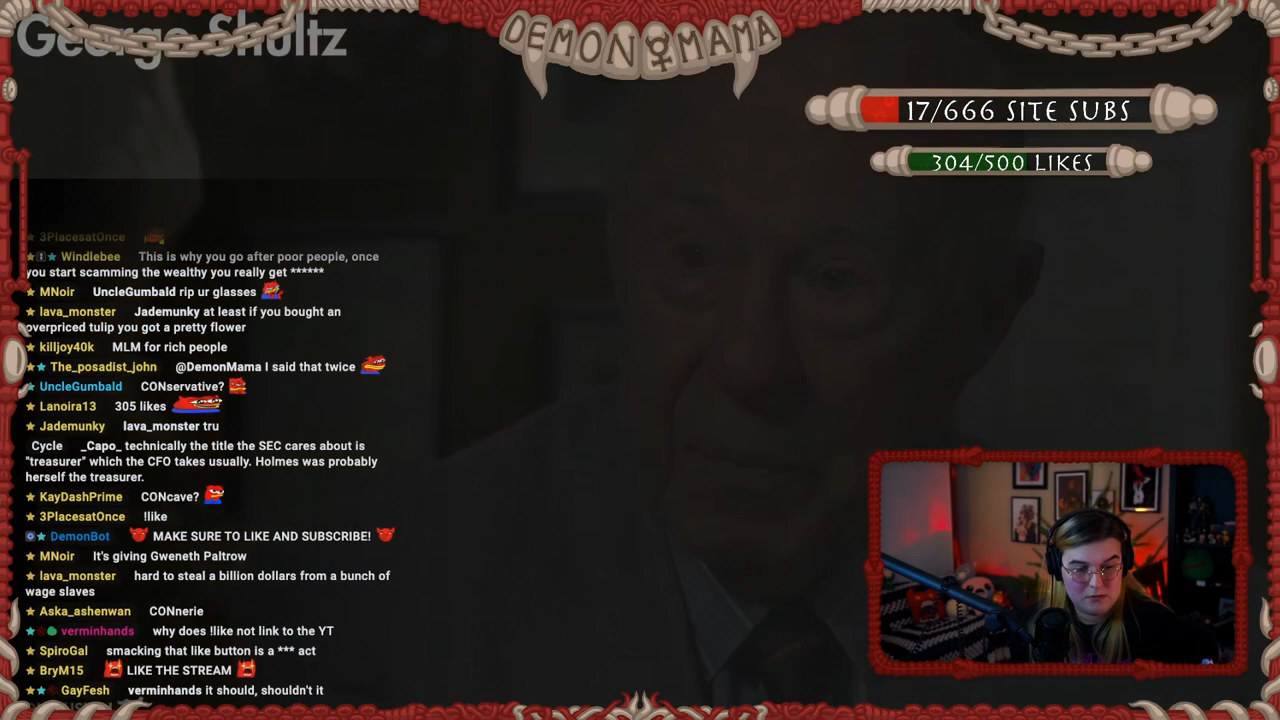 George Shultz
DEMON MAMA
17/666 SITE SUBS
304/500 LIKES
3PlacesatOnce
Windlebee This is why you go after poor people, once
you start scamming the wealthy you really get ******
MNoir UncleGumbald rip ur glasses
lava_monster Jademunky at least if you bought an
overpriced tulip you got a pretty flower
killjoy40k MLM for rich people
The_posadist_john @DemonMama I said that twice
UncleGumbald CONservative?
Lanoira13 305 likes
Jademunky lava_monster tru
Cycle _Capo_ technically the title the SEC cares about is
"treasurer" which the CFO takes usually. Holmes was probably
herself the treasurer.
KayDashPrime CONcave?
3PlacesatOnce !like
DemonBot MAKE SURE TO LIKE AND SUBSCRIBE!
MNoir It's giving Gweneth Paltrow
lava_monster hard to steal a billion dollars from a bunch of
wage slaves
Aska_ashenwan CONnerie
verminhands why does !like not link to the YT
SpiroGal smacking that like button is a *** act
BryM15 LIKE THE STREAM
GayFesh verminhands it should, shouldn't it